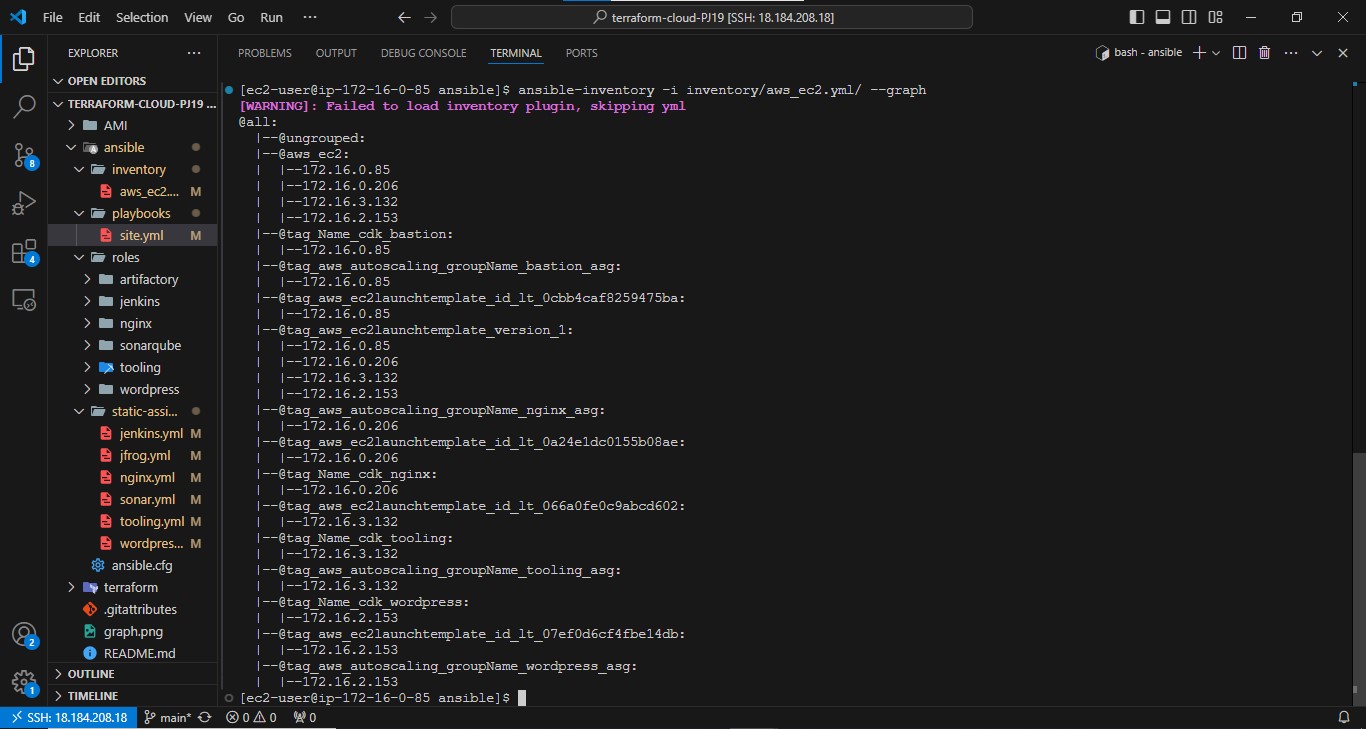 File Edit Selection View Go Run ··· terraform-cloud-PJ19 [SSH: 18.184.208.18]
EXPLORER ···
OPEN EDITORS
TERRAFORM-CLOUD-PJ19 ...
AMI
ansible
inventory
aws_ec2.... M
playbooks
site.yml M
roles
artifactory
jenkins
nginx
sonarqube
tooling
wordpress
static-assi...
jenkins.yml M
jfrog.yml M
nginx.yml M
sonar.yml M
tooling.yml M
wordpres... M
ansible.cfg
terraform
.gitattributes
graph.png
README.md
OUTLINE
TIMELINE
8
4
2
1
PROBLEMS OUTPUT DEBUG CONSOLE TERMINAL PORTS bash - ansible
[ec2-user@ip-172-16-0-85 ansible]$ ansible-inventory -i inventory/aws_ec2.yml/ --graph
[WARNING]: Failed to load inventory plugin, skipping yml
@all:
|--@ungrouped:
|--@aws_ec2:
| |--172.16.0.85
| |--172.16.0.206
| |--172.16.3.132
| |--172.16.2.153
|--@tag_Name_cdk_bastion:
| |--172.16.0.85
|--@tag_aws_autoscaling_groupName_bastion_asg:
| |--172.16.0.85
|--@tag_aws_ec2launchtemplate_id_lt_0cbb4caf8259475ba:
| |--172.16.0.85
|--@tag_aws_ec2launchtemplate_version_1:
| |--172.16.0.85
| |--172.16.0.206
| |--172.16.3.132
| |--172.16.2.153
|--@tag_aws_autoscaling_groupName_nginx_asg:
| |--172.16.0.206
|--@tag_aws_ec2launchtemplate_id_lt_0a24e1dc0155b08ae:
| |--172.16.0.206
|--@tag_Name_cdk_nginx:
| |--172.16.0.206
|--@tag_aws_ec2launchtemplate_id_lt_066a0fe0c9abcd602:
| |--172.16.3.132
|--@tag_Name_cdk_tooling:
| |--172.16.3.132
|--@tag_aws_autoscaling_groupName_tooling_asg:
| |--172.16.3.132
|--@tag_Name_cdk_wordpress:
| |--172.16.2.153
|--@tag_aws_ec2launchtemplate_id_lt_07ef0d6cf4fbe14db:
| |--172.16.2.153
|--@tag_aws_autoscaling_groupName_wordpress_asg:
| |--172.16.2.153
[ec2-user@ip-172-16-0-85 ansible]$
SSH: 18.184.208.18 main* 0 0 0